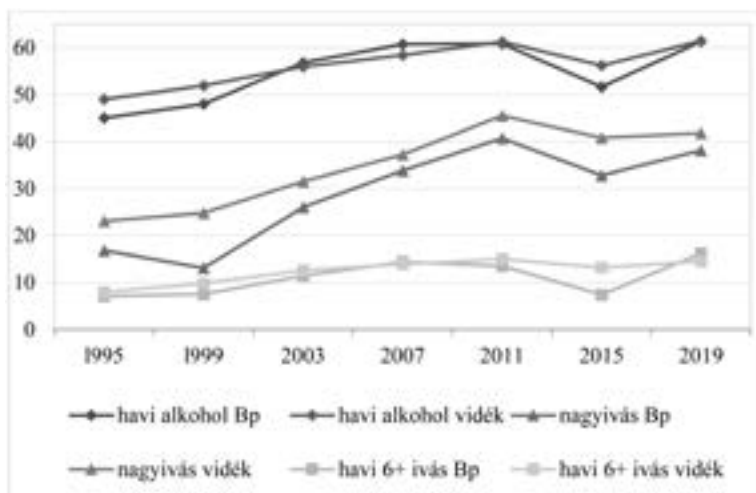 60
50
40
30
20
10
0
1995 1999 2003 2007 2011 2015 2019
havi alkohol Bp havi alkohol vidék nagyivás Bp
nagyivás vidék havi 6+ ivás Bp havi 6+ ivás vidék